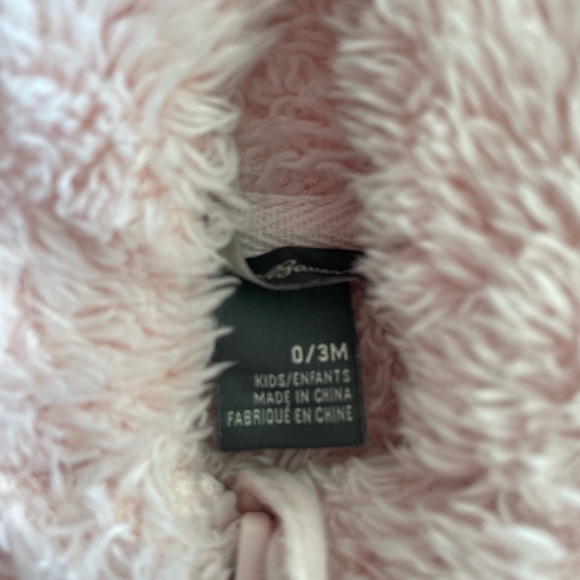 0/3M
KIDS/ENFANTS
MADE IN CHINA
FABRIQUÉ EN CHINE